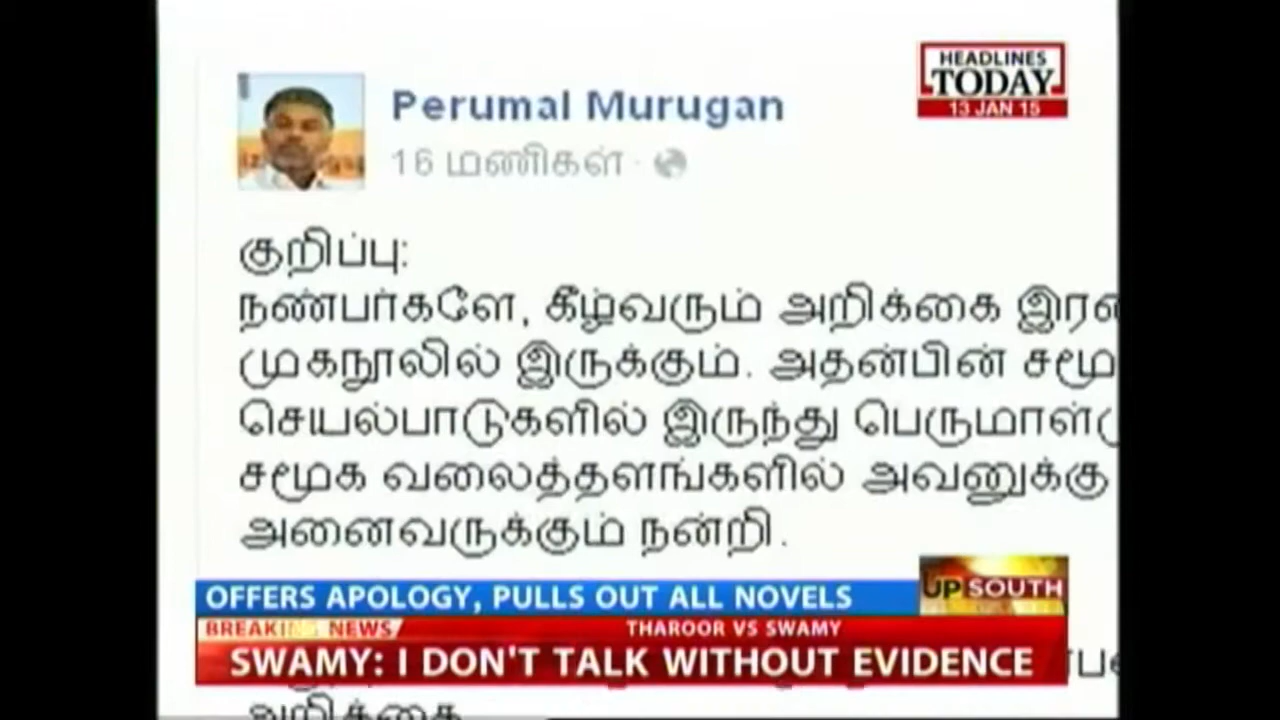 HEADLINES
TODAY
13 JAN 15
Perumal Murugan
16 மணிகள் ·
குறிப்பு:
நண்பர்களே, கீழ்வரும் அறிக்கை
முகநூலில் இருக்கும். அதன்பின்
செயல்பாடுகளில் இருந்து
சமூக வலைத்தளங்களில் அவனுக்கு
அனைவருக்கும் நன்றி.
OFFERS APOLOGY, PULLS OUT ALL NOVELS
UP SOUTH
BREAKING NEWS
THAROOR VS SWAMY
SWAMY: I DON'T TALK WITHOUT EVIDENCE
அறிக்கை